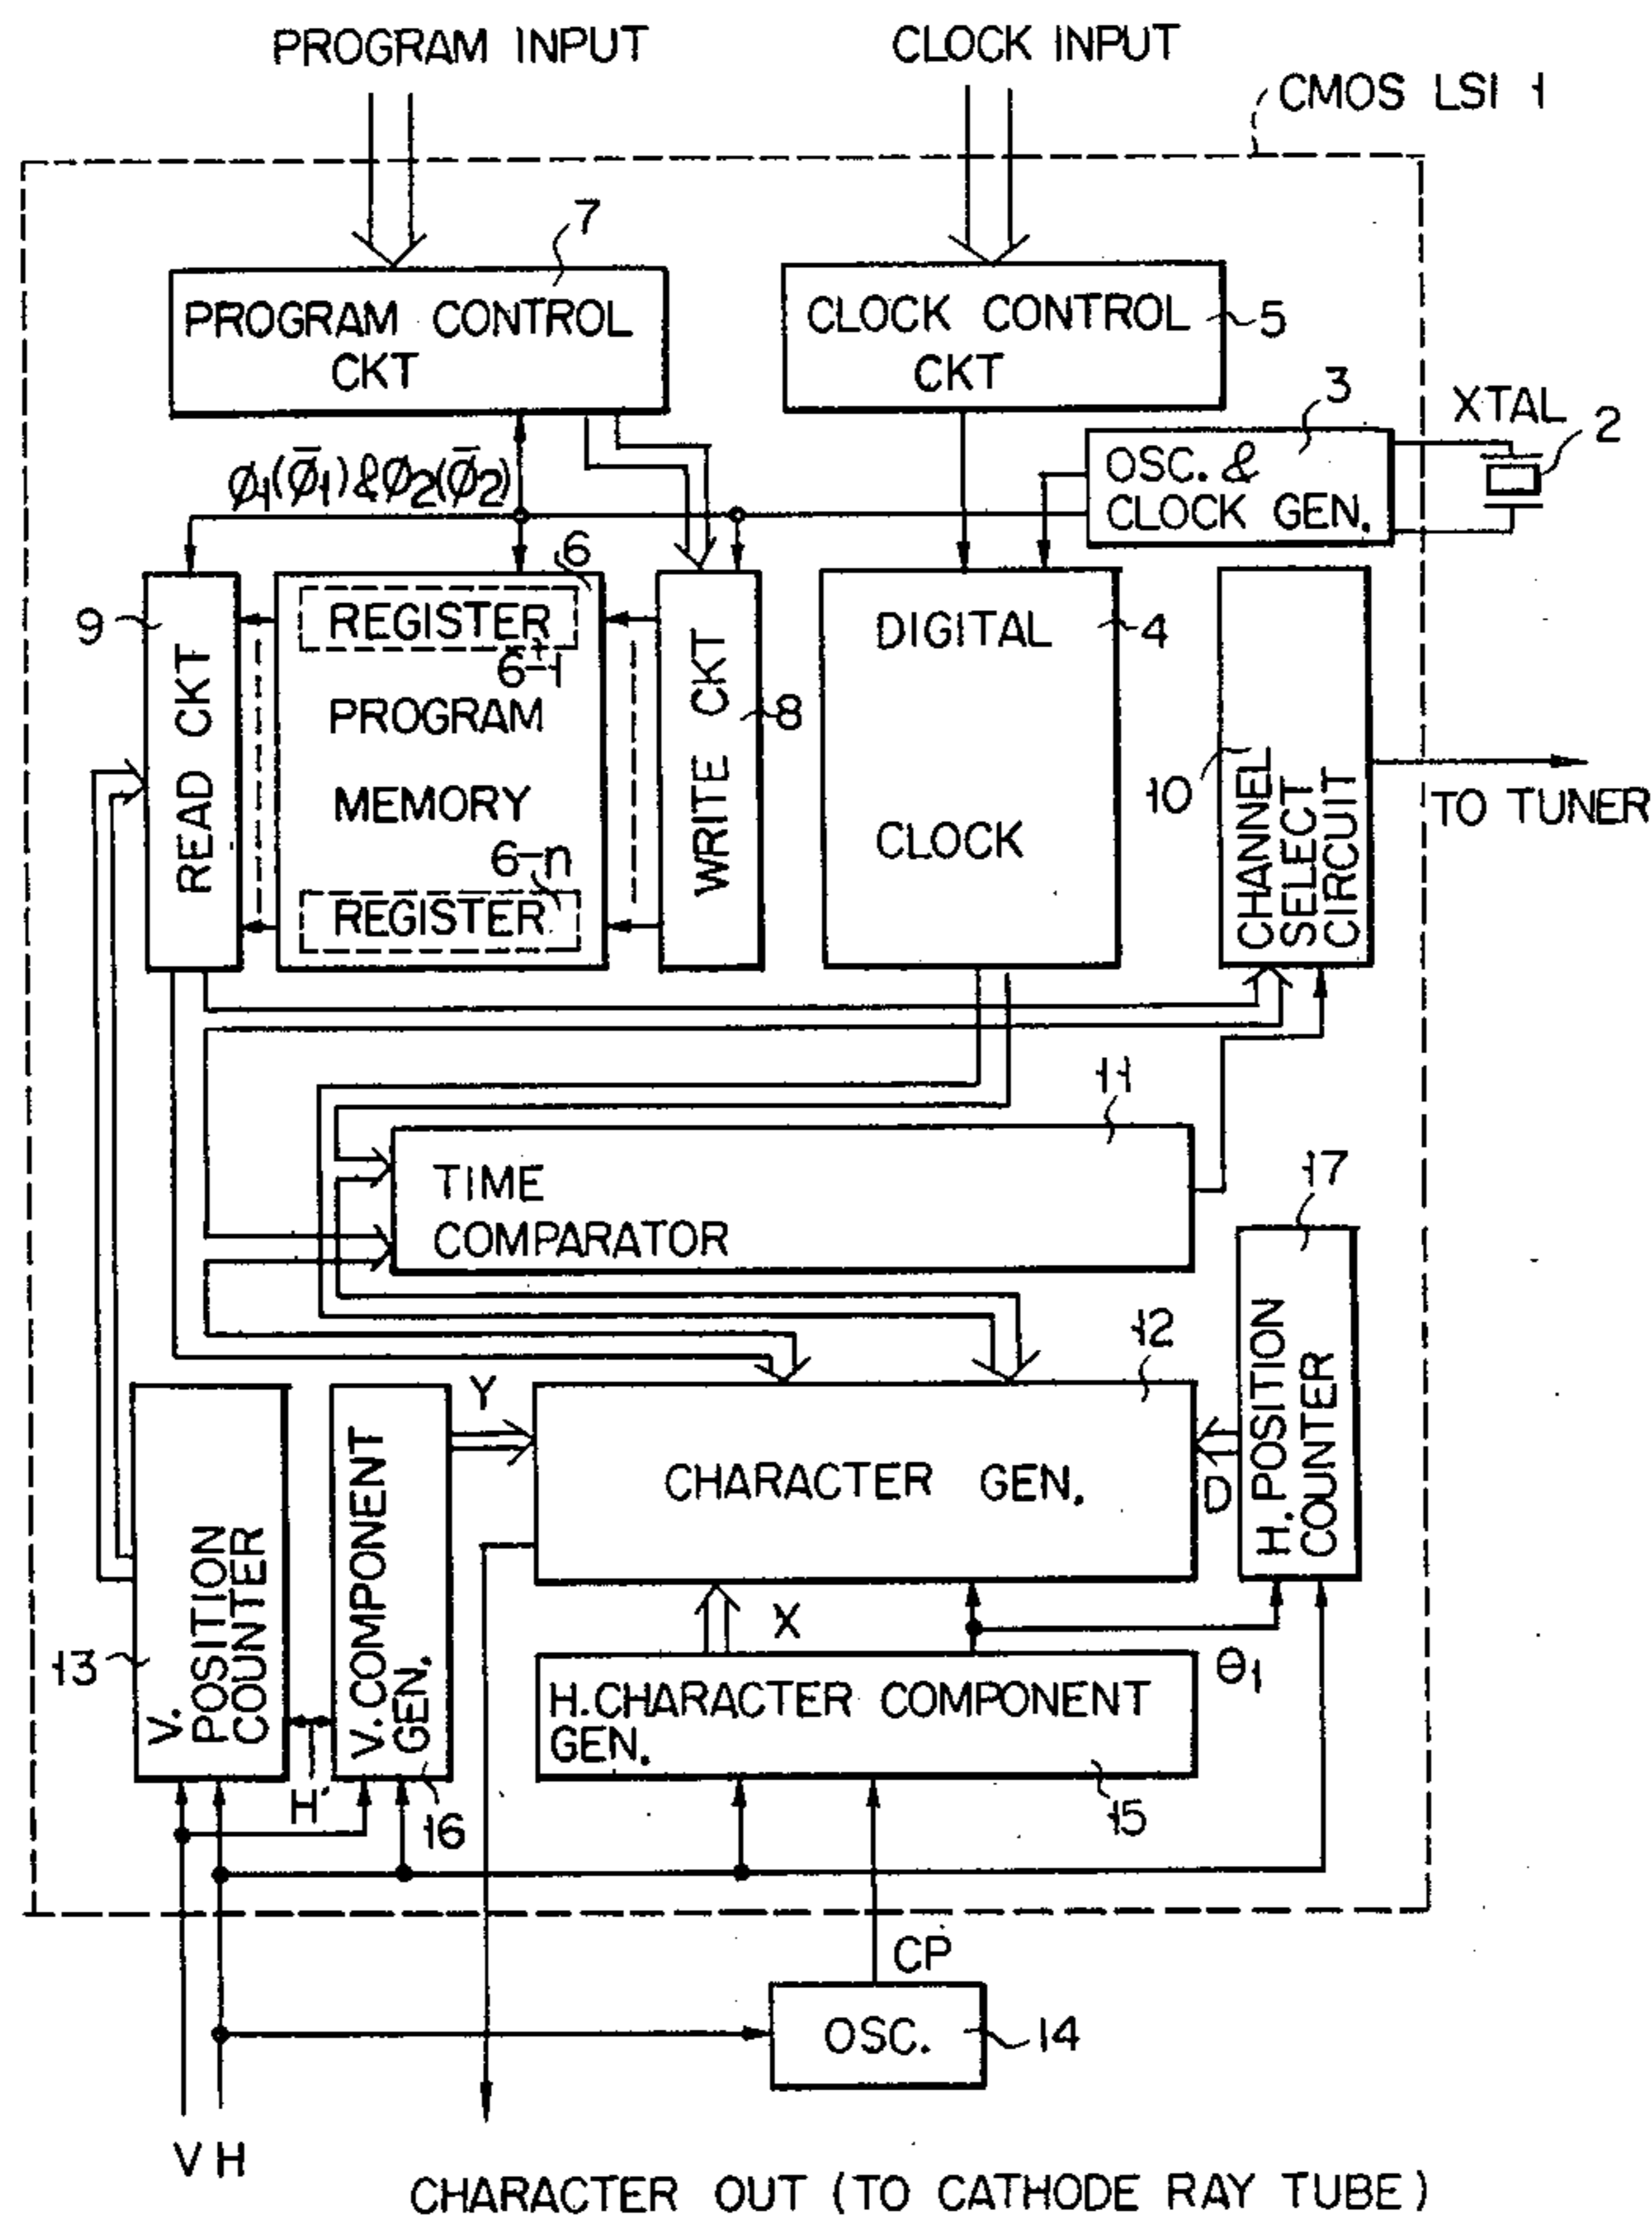 PROGRAM INPUT
CLOCK INPUT
CMOS LSI 1
7
PROGRAM CONTROL
CKT
CLOCK CONTROL
CKT
5
3
XTAL
2
OSC. &
CLOCK GEN.
ϕ1(ϕ̄1)&ϕ2(ϕ̄2)
6
9
READ CKT
REGISTER
6-1
PROGRAM
MEMORY
6-n
REGISTER
WRITE CKT
8
DIGITAL
CLOCK
4
10
CHANNEL
SELECT
CIRCUIT
TO TUNER
11
TIME
COMPARATOR
17
12
H. POSITION
COUNTER
Y
CHARACTER GEN.
D
13
V.
POSITION
COUNTER
V. COMPONENT
GEN.
H'
16
X
θ1
H.CHARACTER COMPONENT
GEN.
15
CP
OSC.
14
V H
CHARACTER OUT (TO CATHODE RAY TUBE)